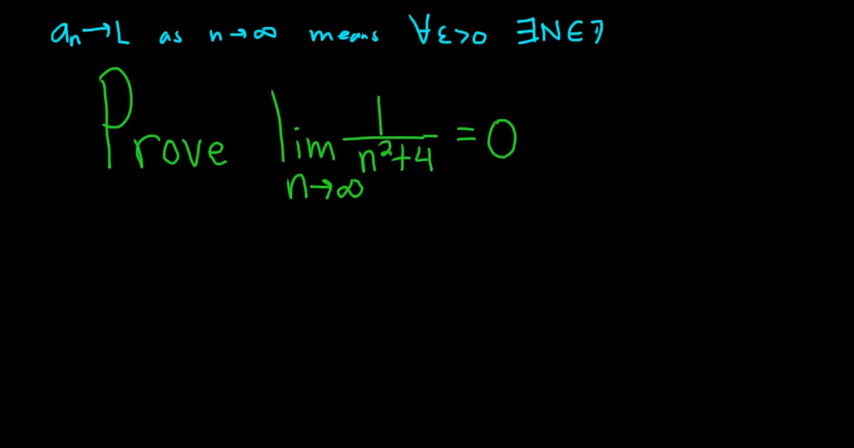 aₙ → L as n → ∞ means ∀ε>0 ∃N∈
Prove lim 1/(n²+4) = 0
n→∞